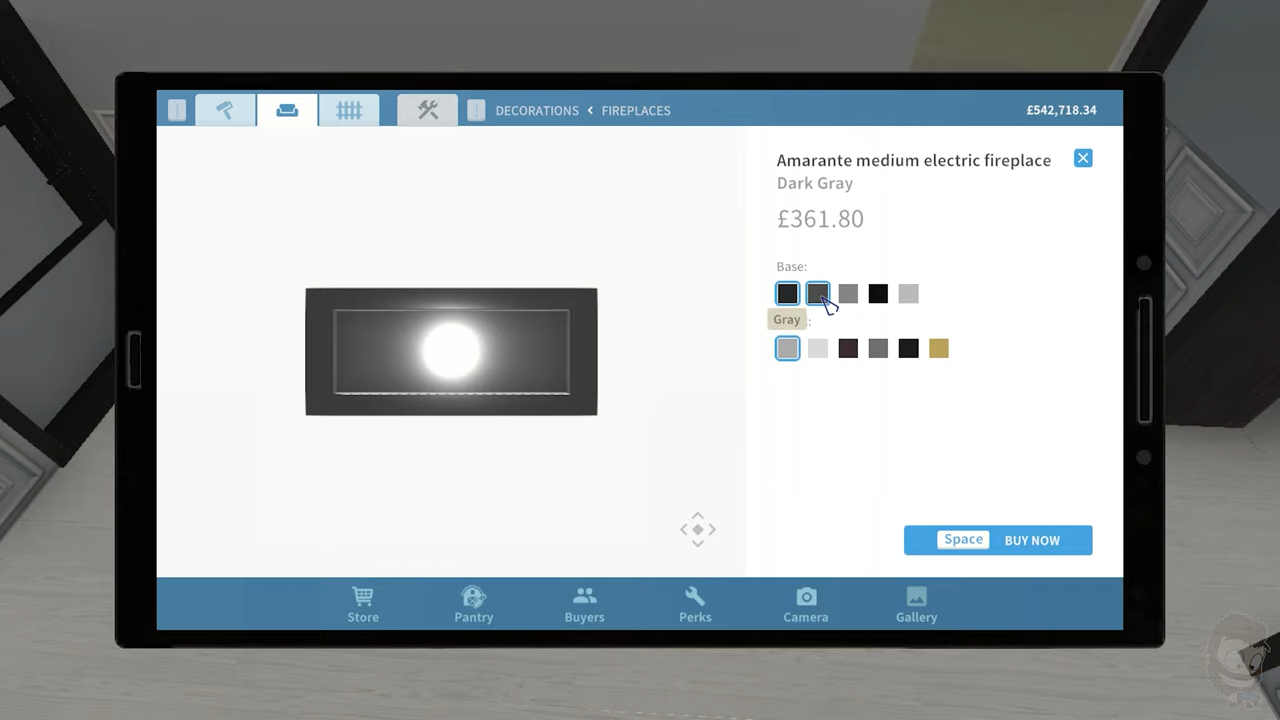 DECORATIONS < FIREPLACES
£542,718.34
Amarante medium electric fireplace
Dark Gray
£361.80
Base:
Gray :
Space BUY NOW
Store Pantry Buyers Perks Camera Gallery